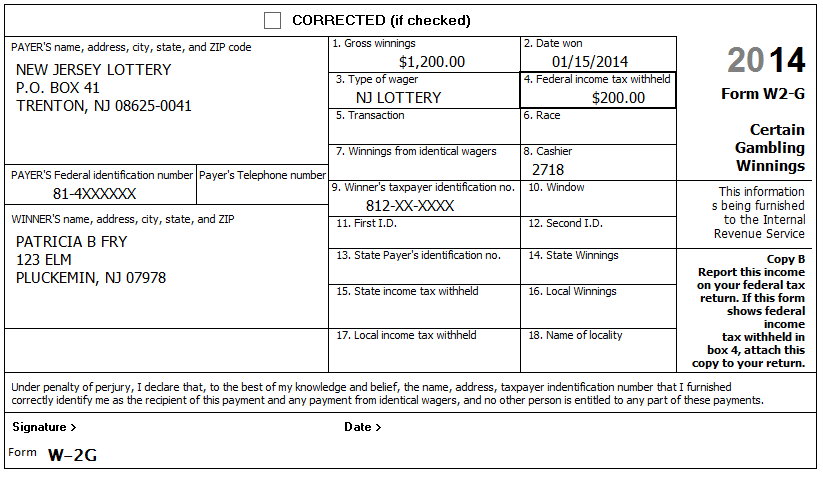 CORRECTED (if checked)
PAYER'S name, address, city, state, and ZIP code
NEW JERSEY LOTTERY
P.O. BOX 41
TRENTON, NJ 08625-0041
1. Gross winnings
$1,200.00
2. Date won
01/15/2014
3. Type of wager
NJ LOTTERY
4. Federal income tax withheld
$200.00
5. Transaction
6. Race
7. Winnings from identical wagers
8. Cashier
2718
PAYER'S Federal identification number
81-4XXXXXX
Payer's Telephone number
9. Winner's taxpayer identification no.
812-XX-XXXX
10. Window
WINNER'S name, address, city, state, and ZIP
PATRICIA B FRY
123 ELM
PLUCKEMIN, NJ 07978
11. First I.D.
12. Second I.D.
13. State Payer's identification no.
14. State Winnings
15. State income tax withheld
16. Local Winnings
17. Local income tax withheld
18. Name of locality
2014
Form W2-G
Certain
Gambling
Winnings
This information
s being furnished
to the Internal
Revenue Service
Copy B
Report this income
on your federal tax
return. If this form
shows federal
income
tax withheld in
box 4, attach this
copy to your return.
Under penalty of perjury, I declare that, to the best of my knowledge and belief, the name, address, taxpayer indentification number that I furnished
correctly identify me as the recipient of this payment and any payment from identical wagers, and no other person is entitled to any part of these payments.
Signature >
Date >
Form W-2G